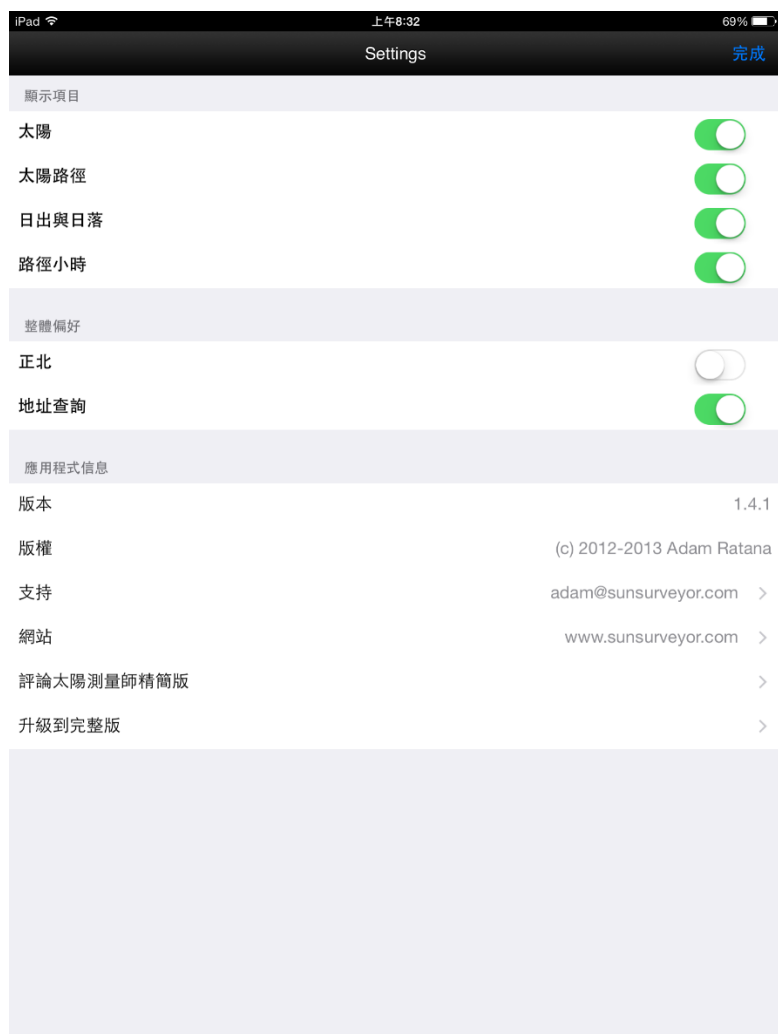 iPad 上午8:32 69%
Settings 完成
顯示項目
太陽
太陽路徑
日出與日落
路徑小時
整體偏好
正北
地址查詢
應用程式信息
版本 1.4.1
版權 (c) 2012-2013 Adam Ratana
支持 adam@sunsurveyor.com
網站 www.sunsurveyor.com
評論太陽測量師精簡版
升級到完整版